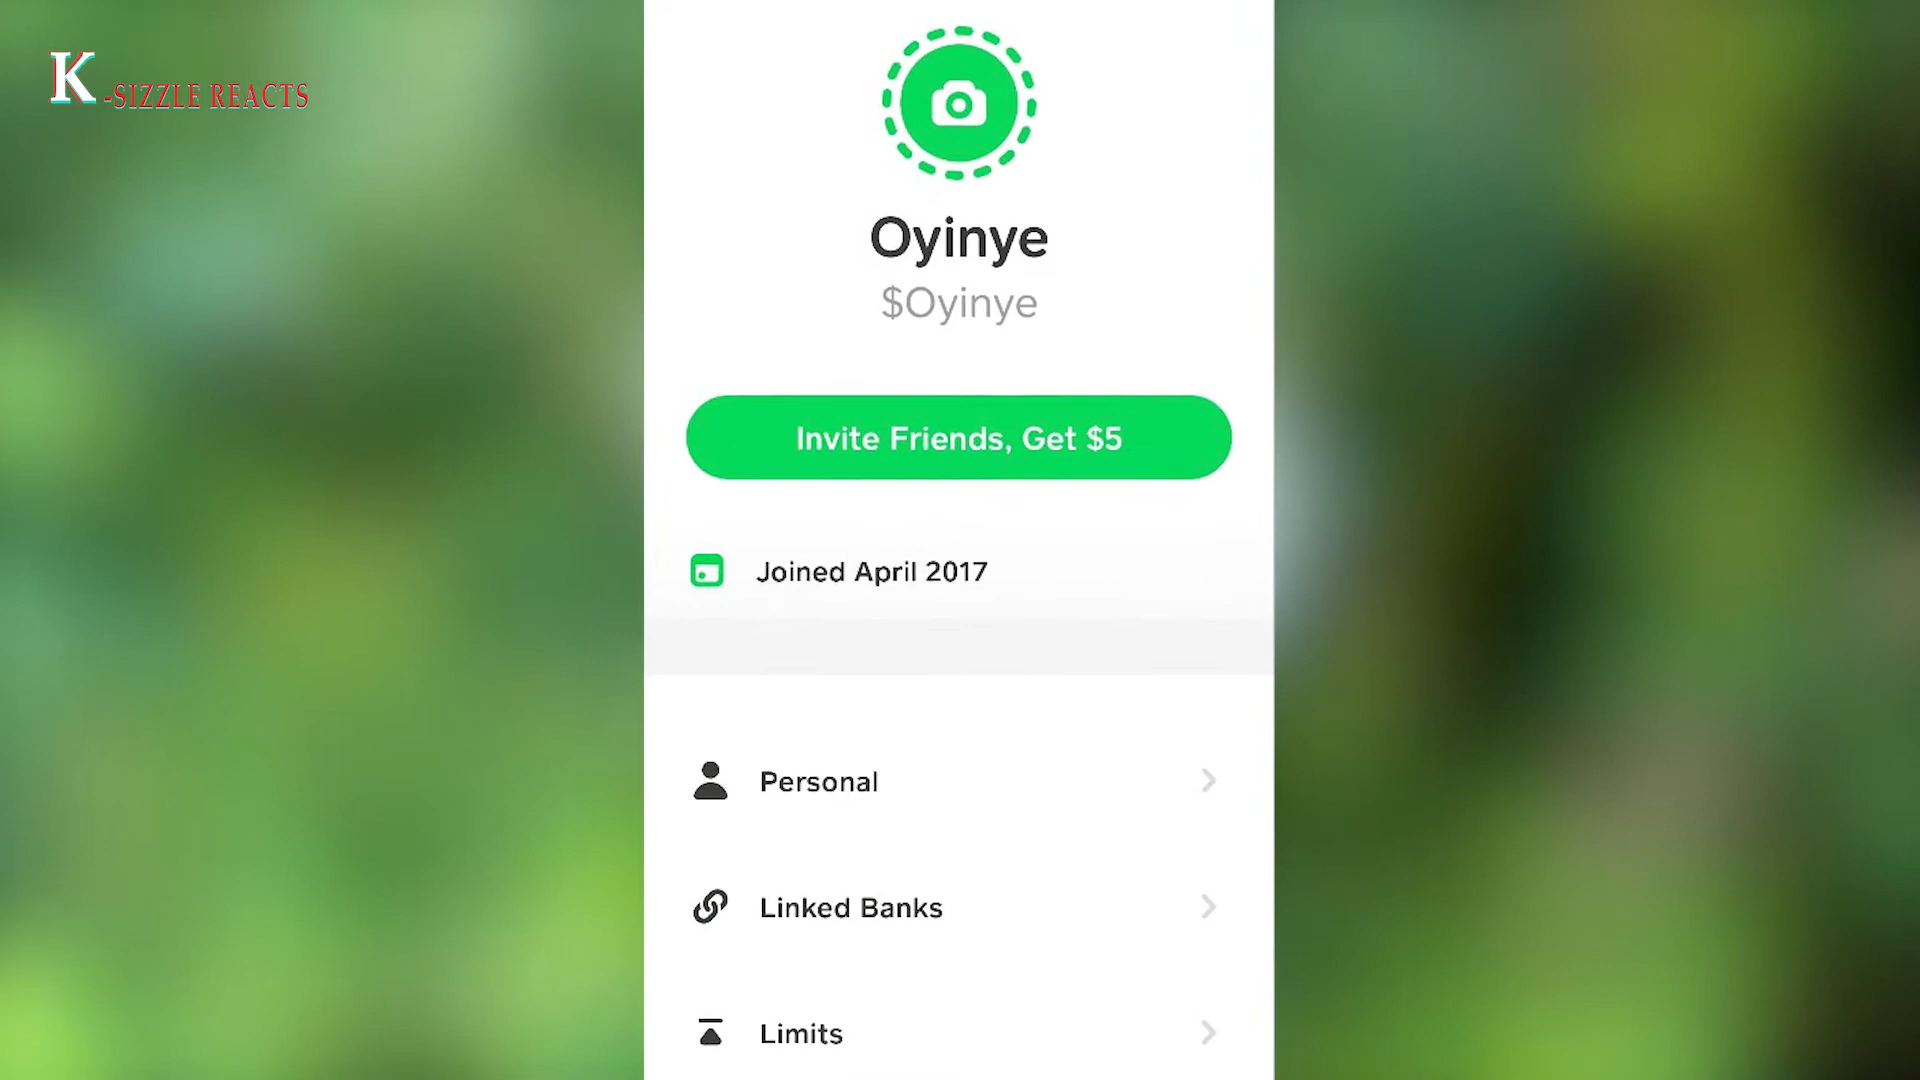 K-SIZZLE REACTS
Oyinye
$Oyinye
Invite Friends, Get $5
Joined April 2017
Personal
Linked Banks
Limits